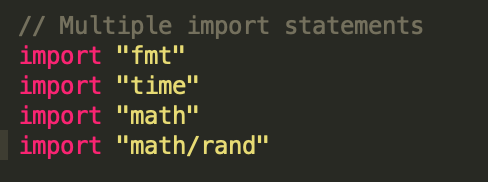 // Multiple import statements
import "fmt"
import "time"
import "math"
import "math/rand"